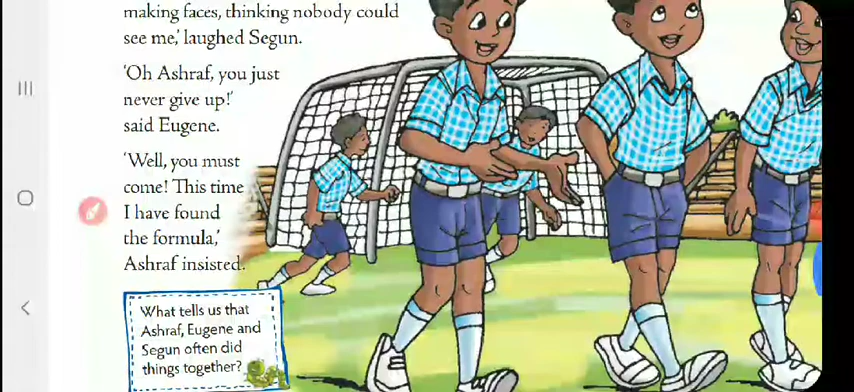 making faces, thinking nobody could
see me,' laughed Segun.
'Oh Ashraf, you just
never give up!'
said Eugene.
'Well, you must
come! This time
I have found
the formula,'
Ashraf insisted.
What tells us that
Ashraf, Eugene and
Segun often did
things together?